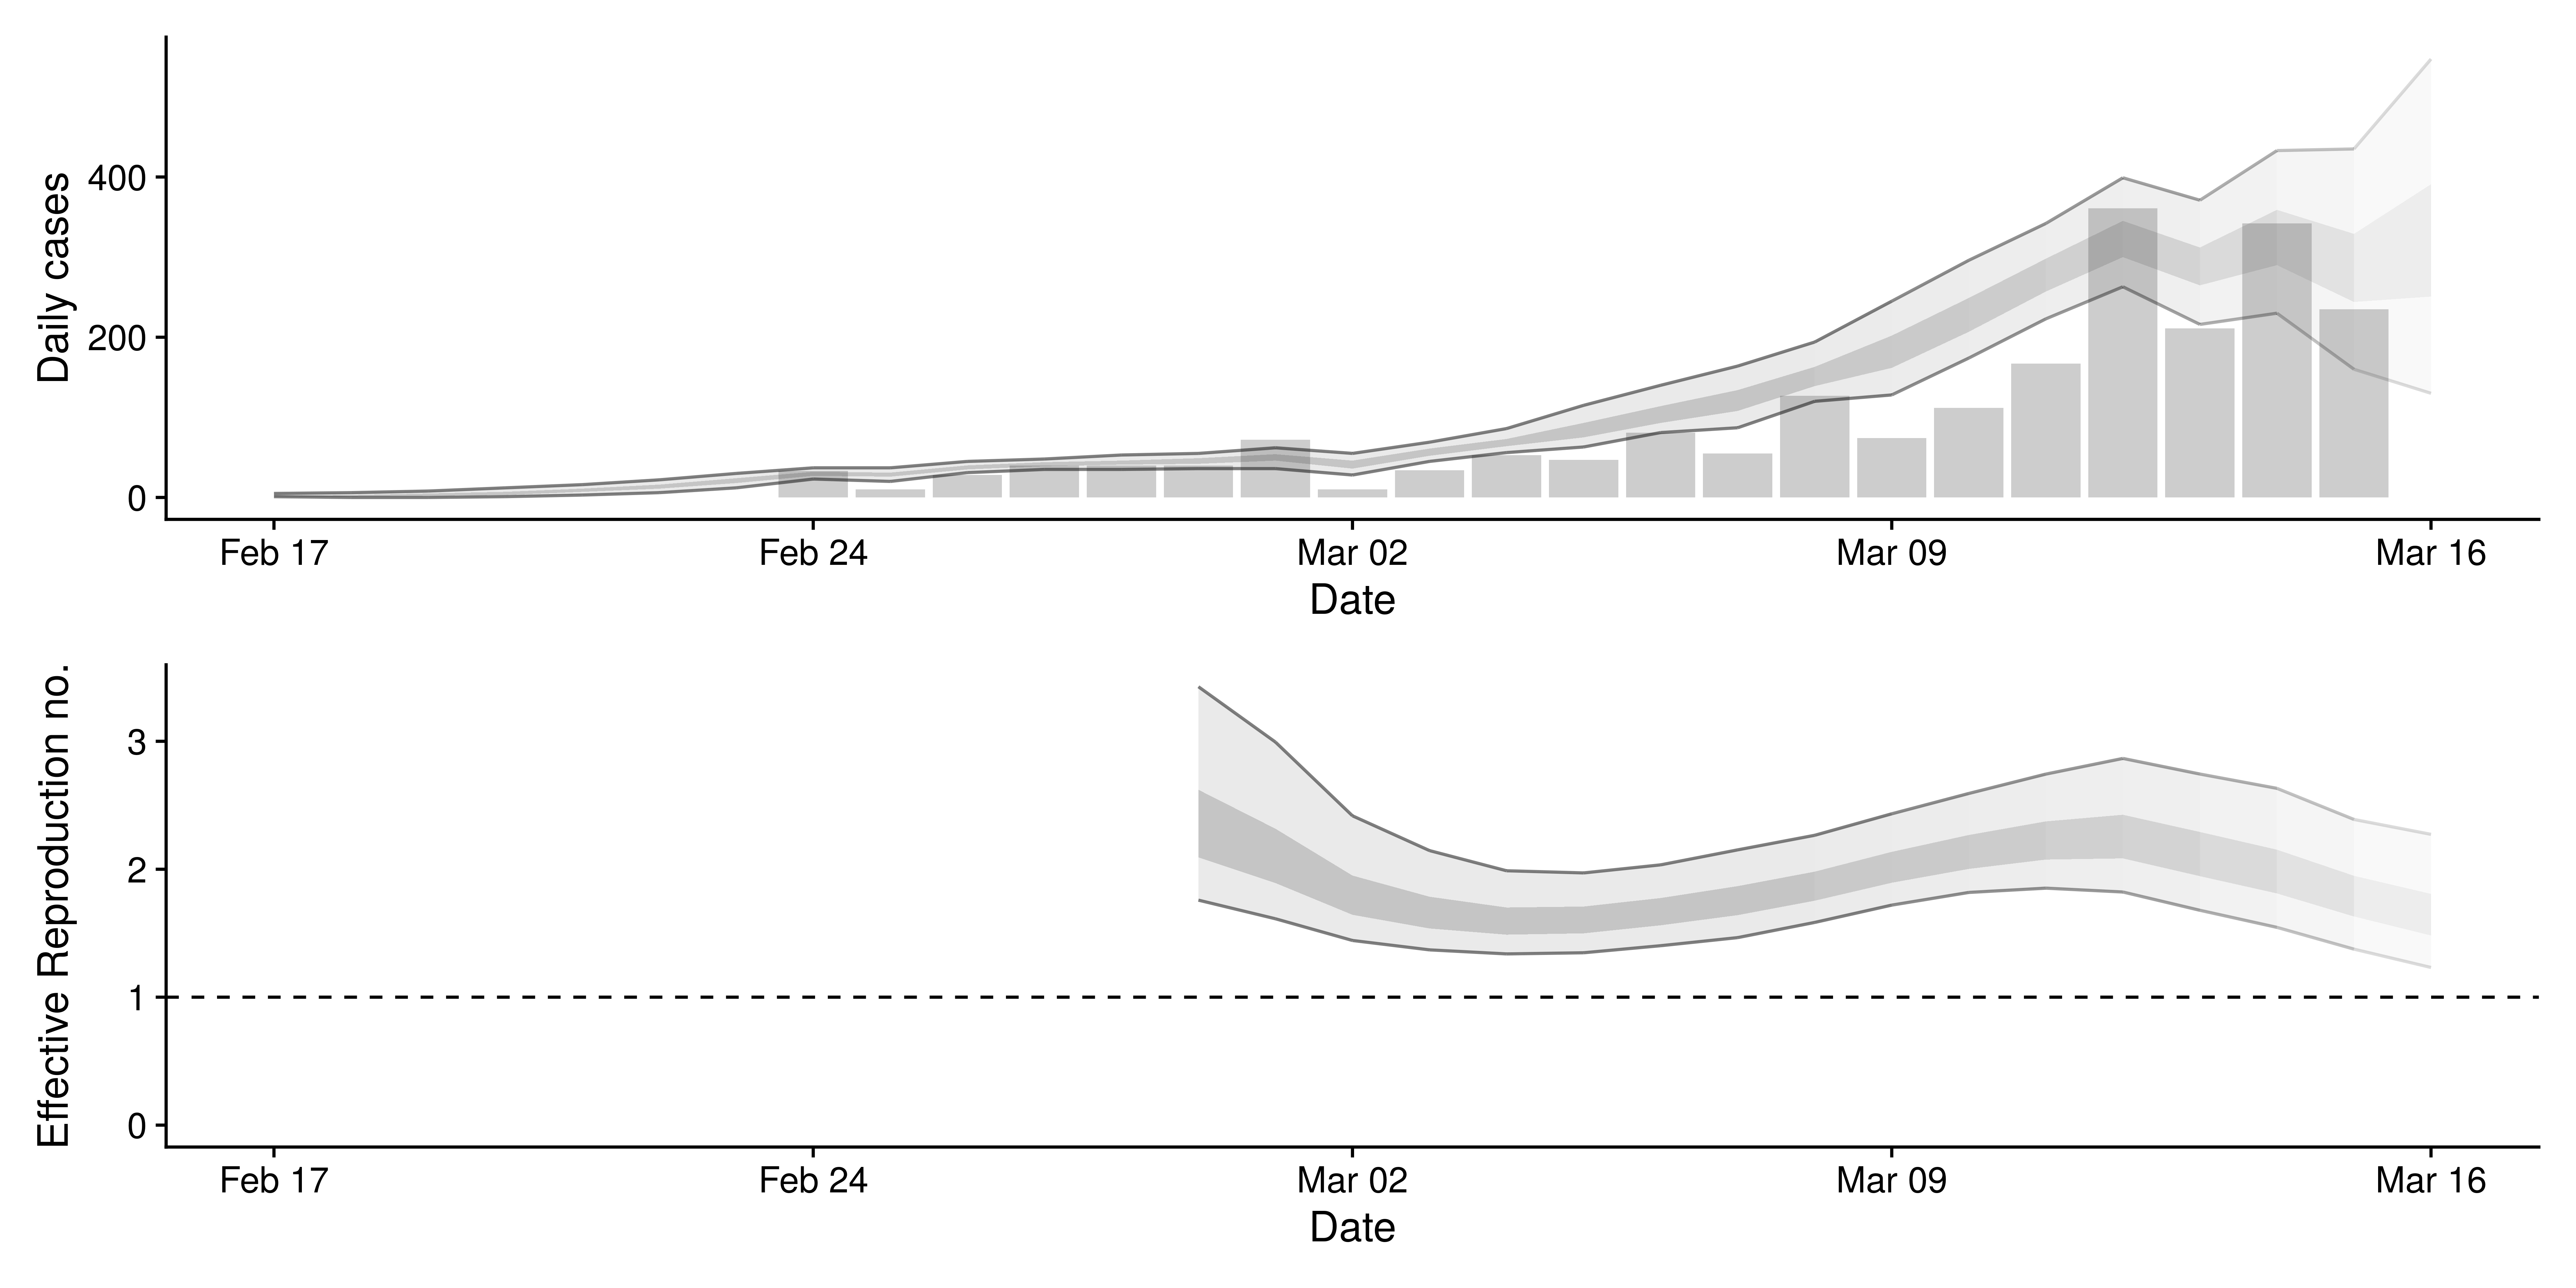 Daily cases
400
200
0
Feb 17 Feb 24 Mar 02 Mar 09 Mar 16
Date
Effective Reproduction no.
3
2
1
0
Feb 17 Feb 24 Mar 02 Mar 09 Mar 16
Date